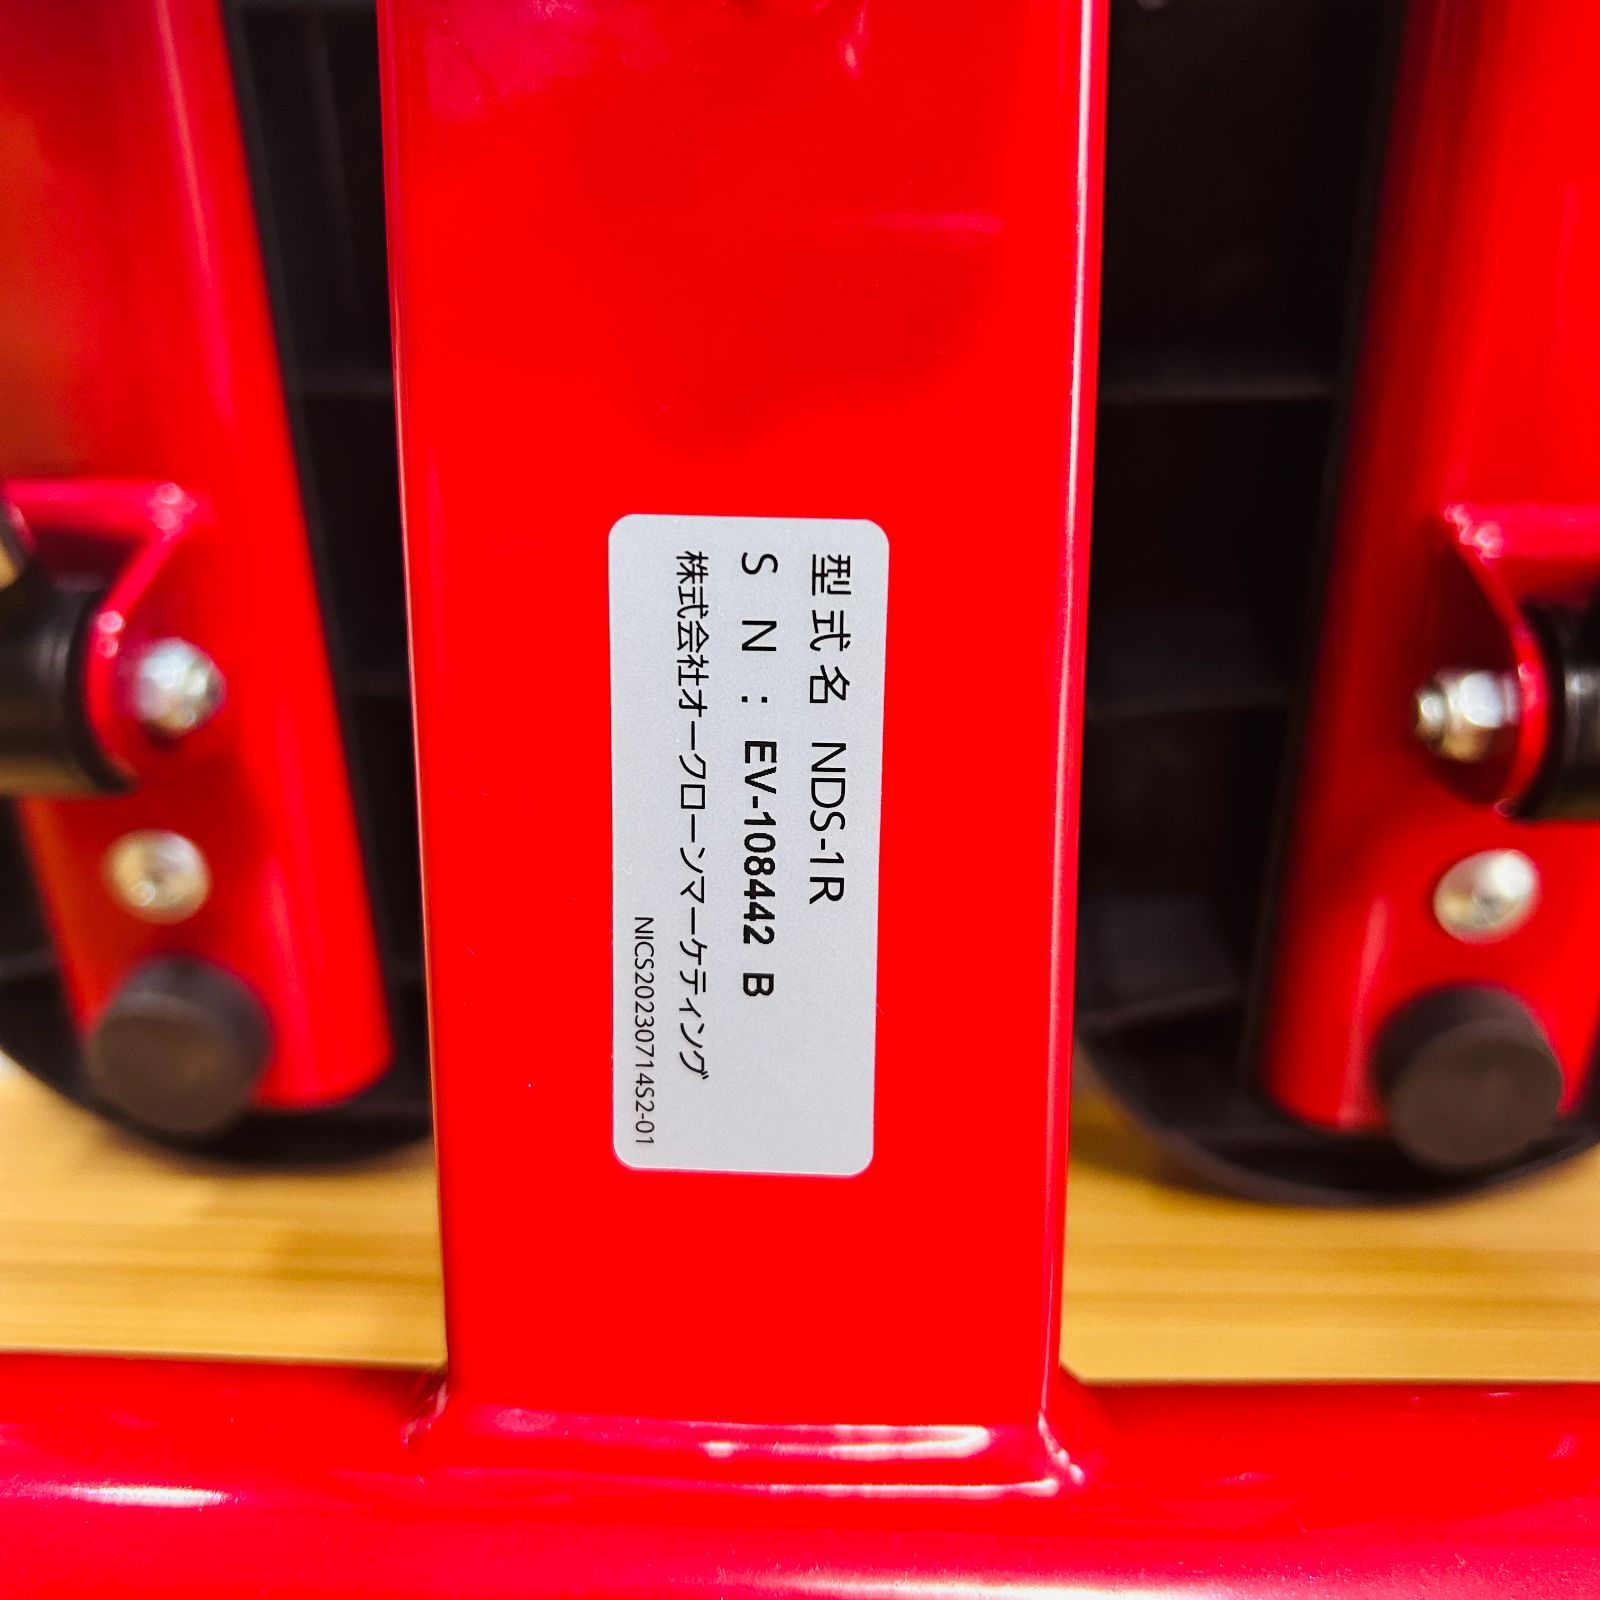 型式名 NDS-1R
S N : EV-108442 B
株式会社オークローンマーケティング
NICS20230714S2-01